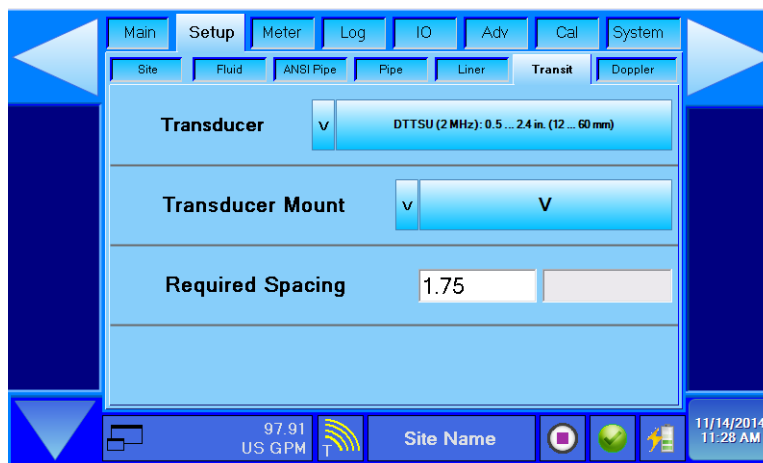 Main Setup Meter Log IO Adv Cal System
Site Fluid ANSI Pipe Pipe Liner Transit Doppler
Transducer v DTTSU (2 MHz): 0.5 ... 2.4 in. (12 ... 60 mm)
Transducer Mount v V
Required Spacing 1.75
97.91
US GPM T Site Name
11/14/2014
11:28 AM